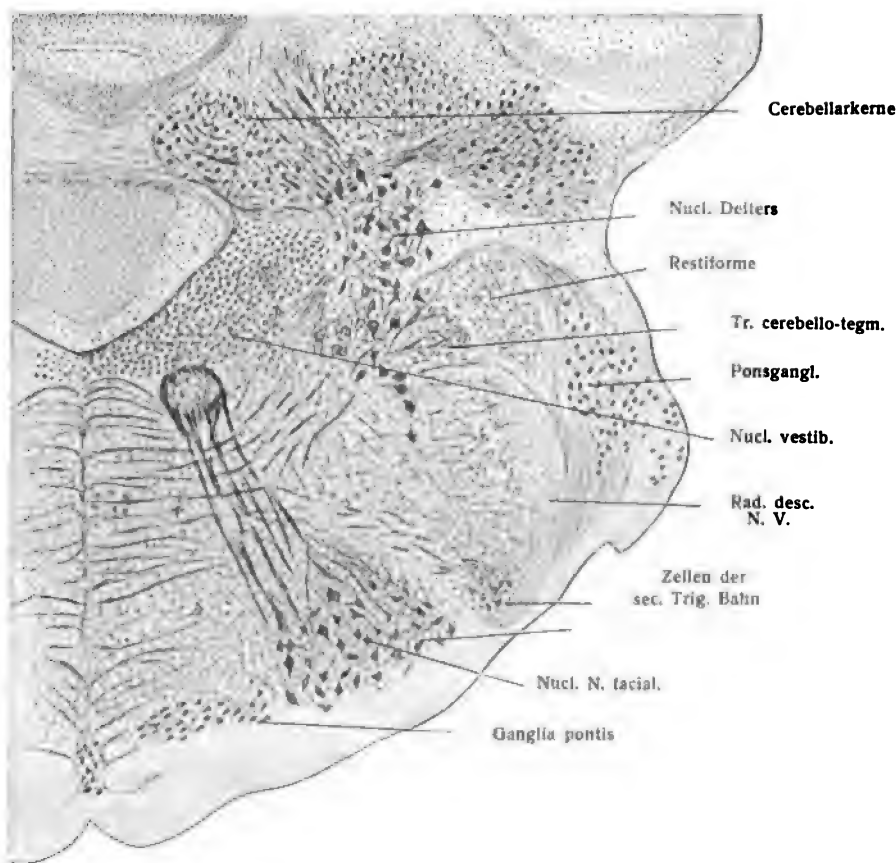 Cerebellarkerne
Nucl. Deiters
Restiforme
Tr. cerebello-tegm.
Ponsgangl.
Nucl. vestib.
Rad. desc.
N. V.
Zellen der
sec. Trig. Bahn
Nucl. N. facial.
Ganglia pontis